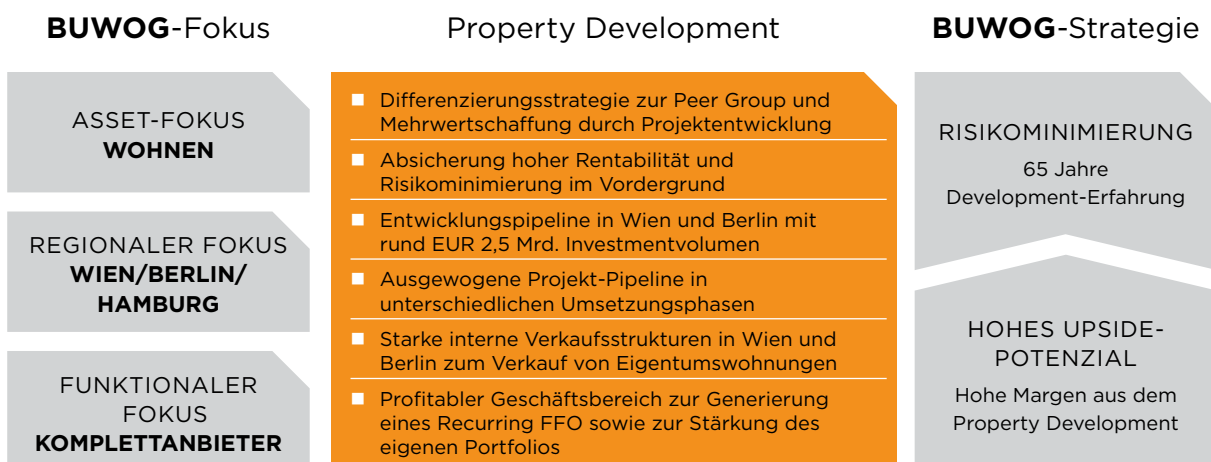 BUWOG-Fokus
ASSET-FOKUS
WOHNEN
REGIONALER FOKUS
WIEN/BERLIN/
HAMBURG
FUNKTIONALER
FOKUS
KOMPLETTANBIETER
Property Development
Differenzierungsstrategie zur Peer Group und
Mehrwertschaffung durch Projektentwicklung
Absicherung hoher Rentabilität und
Risikominimierung im Vordergrund
Entwicklungspipeline in Wien und Berlin mit
rund EUR 2,5 Mrd. Investmentvolumen
Ausgewogene Projekt-Pipeline in
unterschiedlichen Umsetzungsphasen
Starke interne Verkaufsstrukturen in Wien und
Berlin zum Verkauf von Eigentumswohnungen
Profitabler Geschäftsbereich zur Generierung
eines Recurring FFO sowie zur Stärkung des
eigenen Portfolios
BUWOG-Strategie
RISIKOMINIMIERUNG
65 Jahre
Development-Erfahrung
HOHES UPSIDE-
POTENZIAL
Hohe Margen aus dem
Property Development